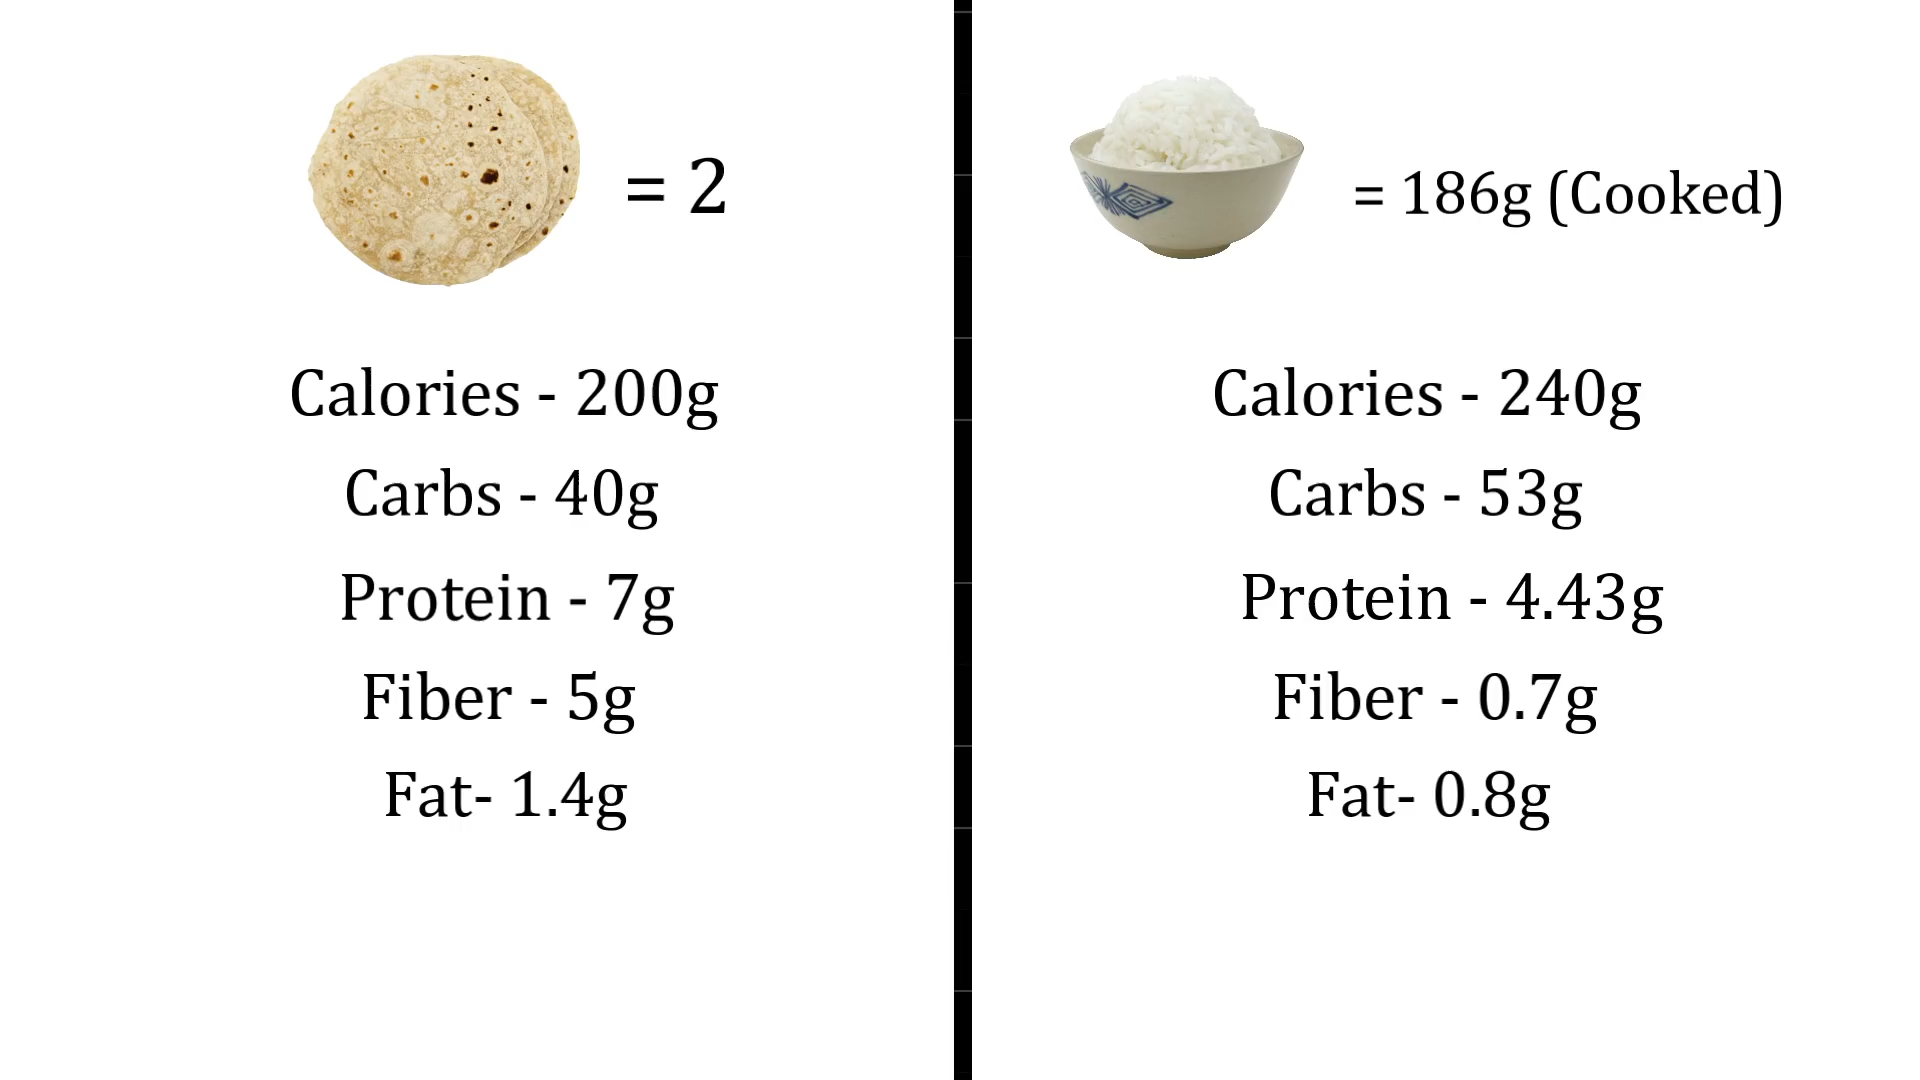 = 2
Calories - 200g
Carbs - 40g
Protein - 7g
Fiber - 5g
Fat- 1.4g
= 186g (Cooked)
Calories - 240g
Carbs - 53g
Protein - 4.43g
Fiber - 0.7g
Fat- 0.8g